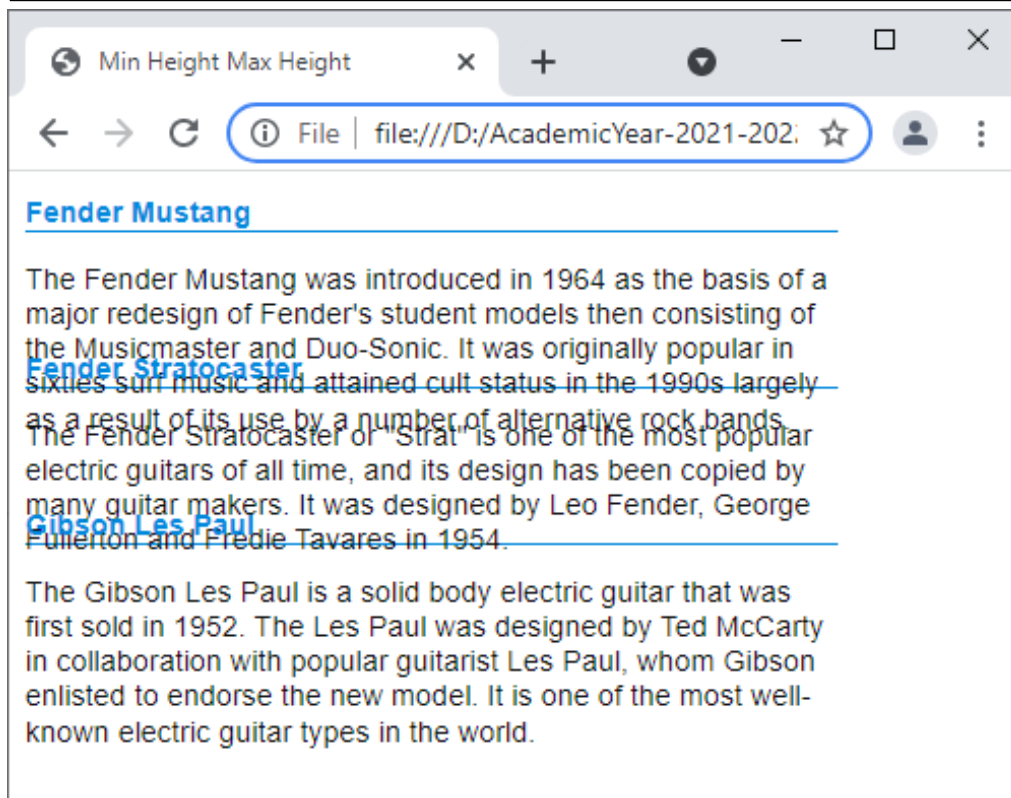 Min Height Max Height
File file:///D:/AcademicYear-2021-202
Fender Mustang
The Fender Mustang was introduced in 1964 as the basis of a
major redesign of Fender's student models then consisting of
the Musicmaster and Duo-Sonic. It was originally popular in
Fender Stratocaster
sixties surf music and attained cult status in the 1990s largely
as a result of its use by a number of alternative rock bands.
The Fender Stratocaster or "Strat" is one of the most popular
electric guitars of all time, and its design has been copied by
many guitar makers. It was designed by Leo Fender, George
Gibson Les Paul
Fullerton and Fredie Tavares in 1954.
The Gibson Les Paul is a solid body electric guitar that was
first sold in 1952. The Les Paul was designed by Ted McCarty
in collaboration with popular guitarist Les Paul, whom Gibson
enlisted to endorse the new model. It is one of the most well-
known electric guitar types in the world.